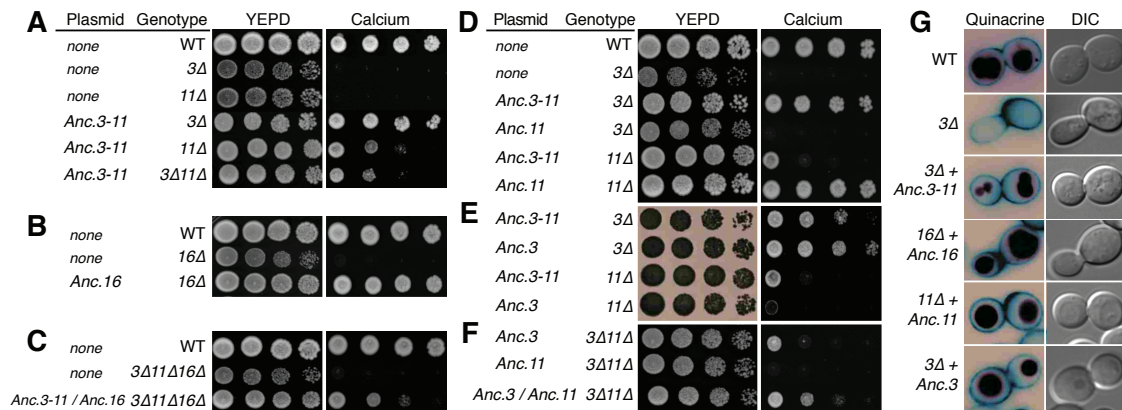 A Plasmid Genotype YEPD Calcium
none WT
none 3Δ
none 11Δ
Anc.3-11 3Δ
Anc.3-11 11Δ
Anc.3-11 3Δ11Δ
B
none WT
none 16Δ
Anc.16 16Δ
C
none WT
none 3Δ11Δ16Δ
Anc.3-11 / Anc.16 3Δ11Δ16Δ
D Plasmid Genotype YEPD Calcium
none WT
none 3Δ
Anc.3-11 3Δ
Anc.11 3Δ
Anc.3-11 11Δ
Anc.11 11Δ
E
Anc.3-11 3Δ
Anc.3 3Δ
Anc.3-11 11Δ
Anc.3 11Δ
F
Anc.3 3Δ11Δ
Anc.11 3Δ11Δ
Anc.3 / Anc.11 3Δ11Δ
G
Quinacrine DIC
WT
3Δ
3Δ +
Anc.3-11
16Δ +
Anc.16
11Δ +
Anc.11
3Δ +
Anc.3